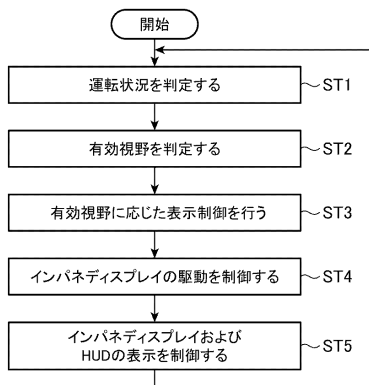 開始
運転状況を判定する
ST1
有効視野を判定する
ST2
有効視野に応じた表示制御を行う
ST3
インパネディスプレイの駆動を制御する
ST4
インパネディスプレイおよび
HUDの表示を制御する
ST5